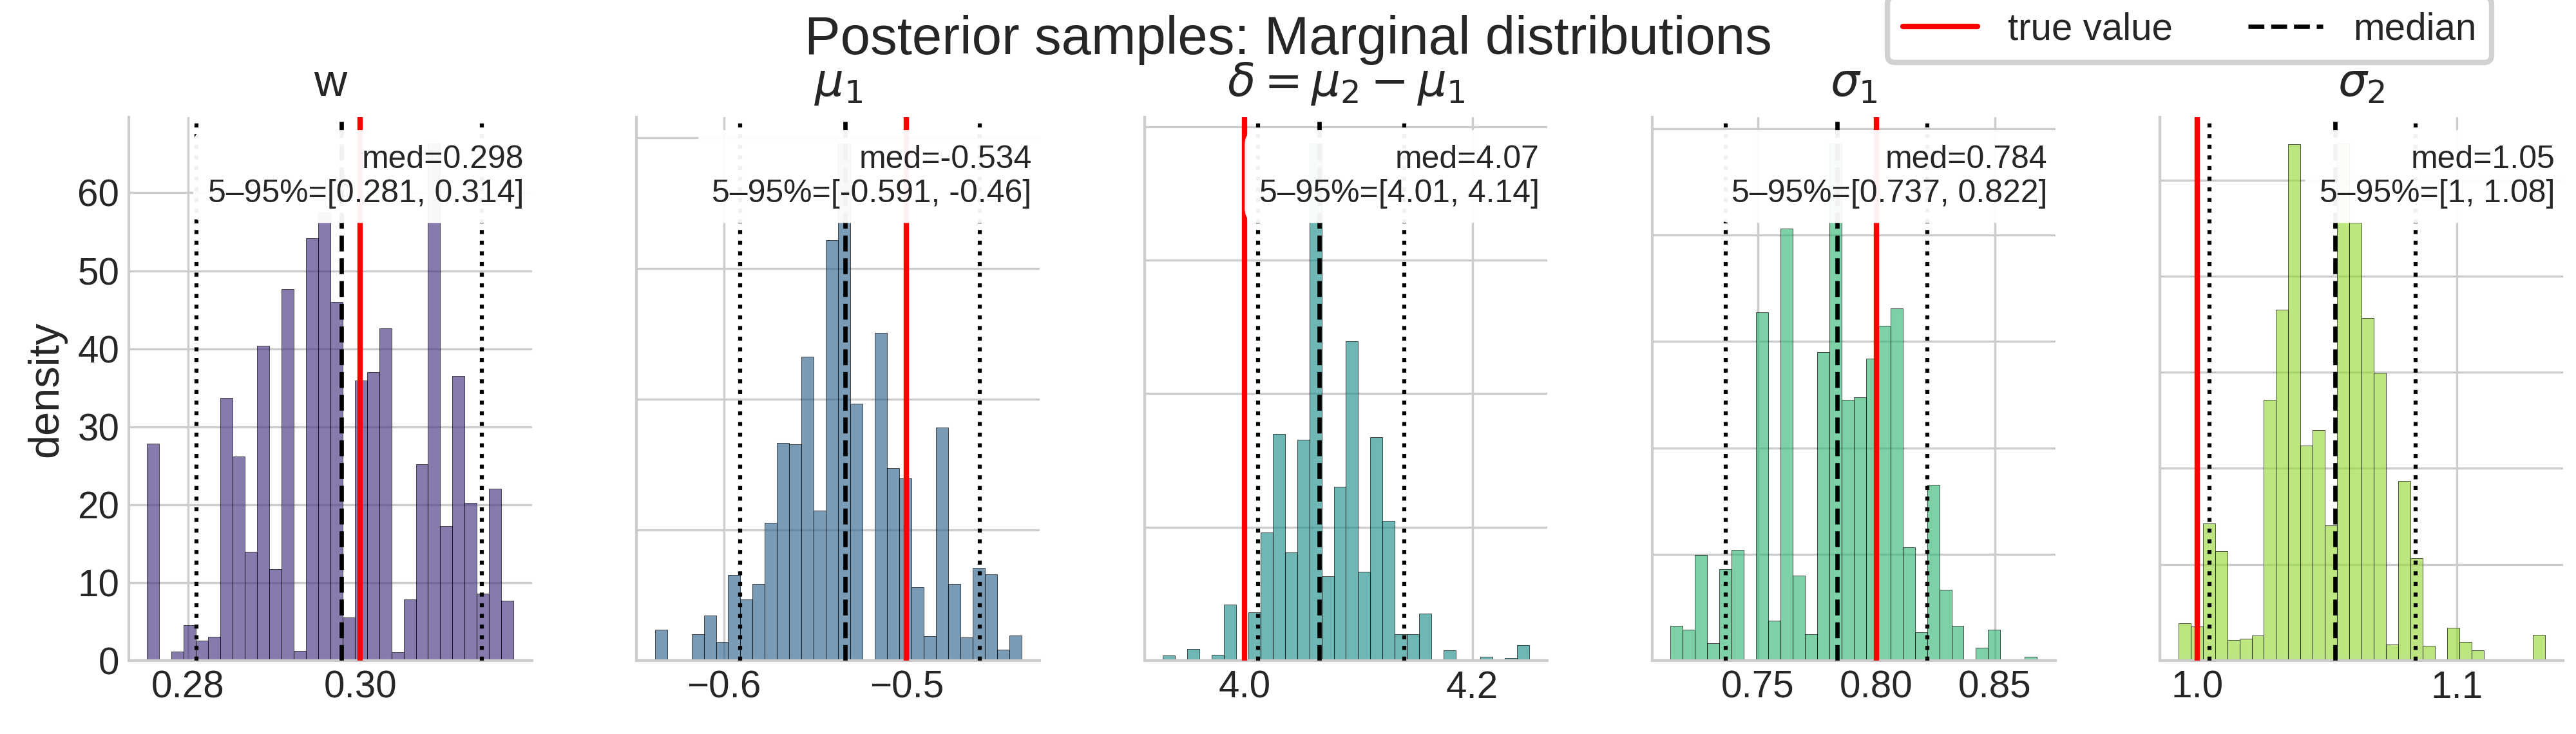 Posterior samples: Marginal distributions
true value
median
w
μ₁
δ = μ₂ − μ₁
σ₁
σ₂
density
60
50
40
30
20
10
0
med=0.298
5–95%=[0.281, 0.314]
0.28
0.30
med=-0.534
5–95%=[-0.591, -0.46]
−0.6
−0.5
med=4.07
5–95%=[4.01, 4.14]
4.0
4.2
med=0.784
5–95%=[0.737, 0.822]
0.75
0.80
0.85
med=1.05
5–95%=[1, 1.08]
1.0
1.1